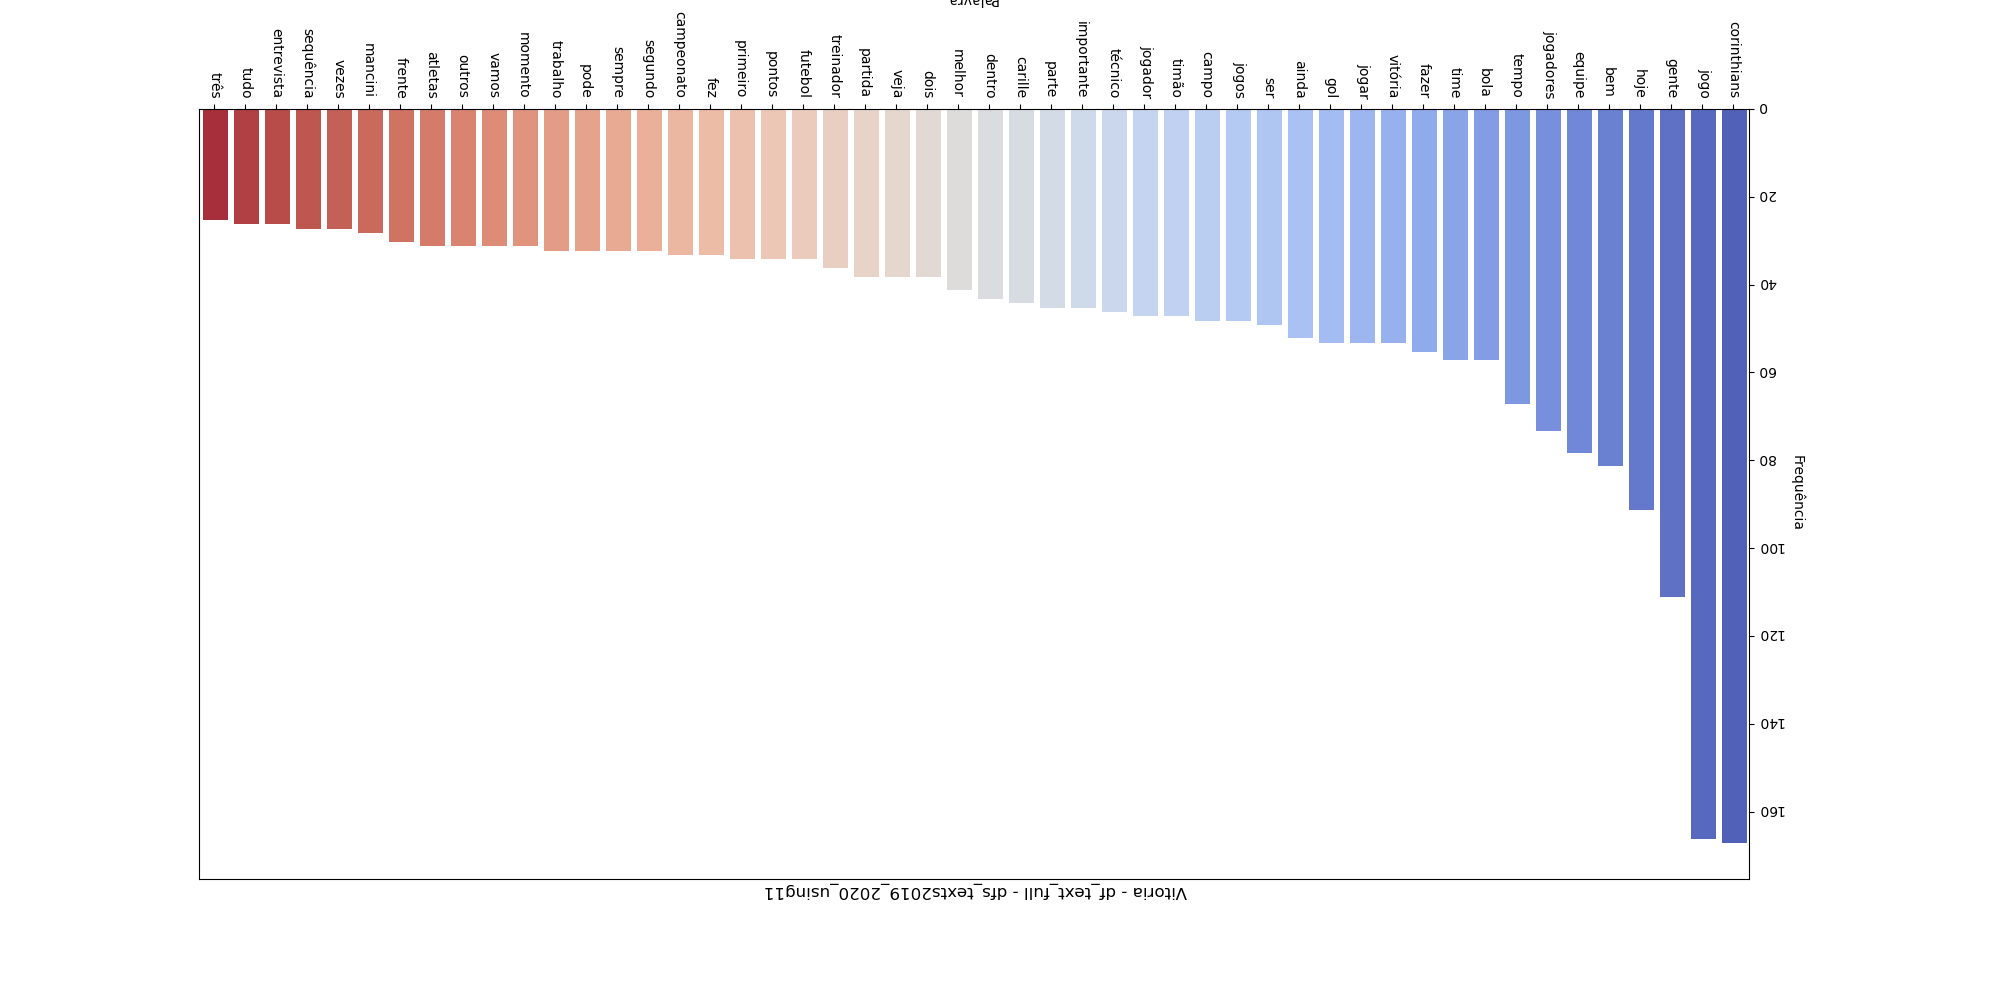 Vitoria - df_text_full - dfs_texts2019_2020_using11
Frequência
0
20
40
60
80
100
120
140
160
corinthians
jogo
gente
hoje
bem
equipe
jogadores
tempo
bola
time
fazer
vitória
jogar
gol
ainda
ser
jogos
campo
timão
jogador
técnico
importante
parte
carille
dentro
melhor
dois
veja
partida
treinador
futebol
pontos
primeiro
fez
campeonato
segundo
sempre
pode
trabalho
momento
vamos
outros
atletas
frente
mancini
vezes
sequência
entrevista
tudo
três
Palavra